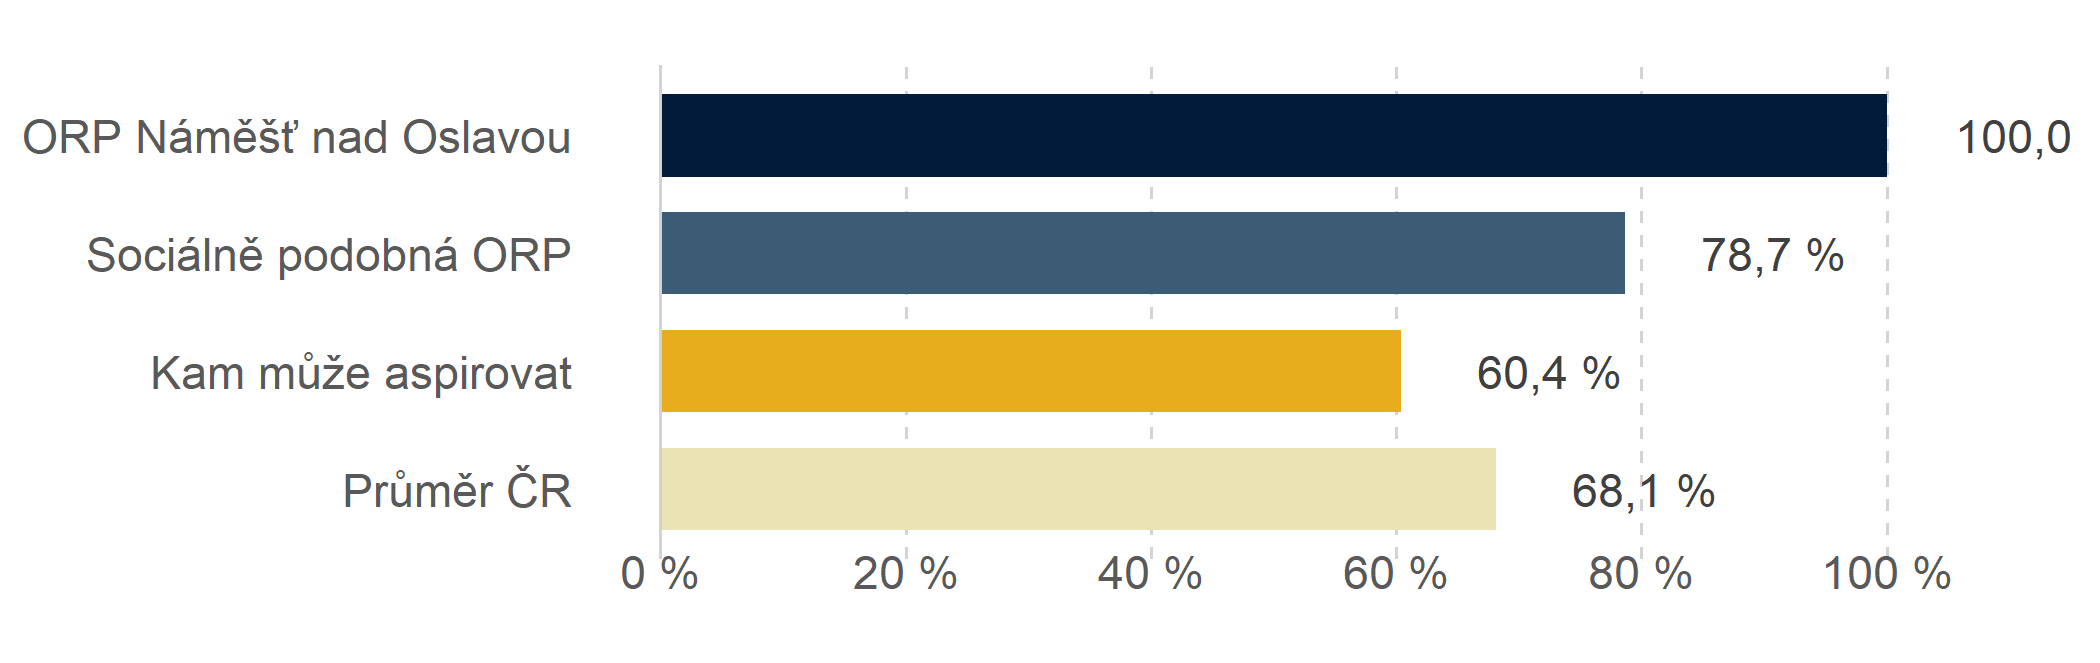 ORP Náměšť nad Oslavou 100,0
Sociálně podobná ORP 78,7 %
Kam může aspirovat 60,4 %
Průměr ČR 68,1 %
0 % 20 % 40 % 60 % 80 % 100 %